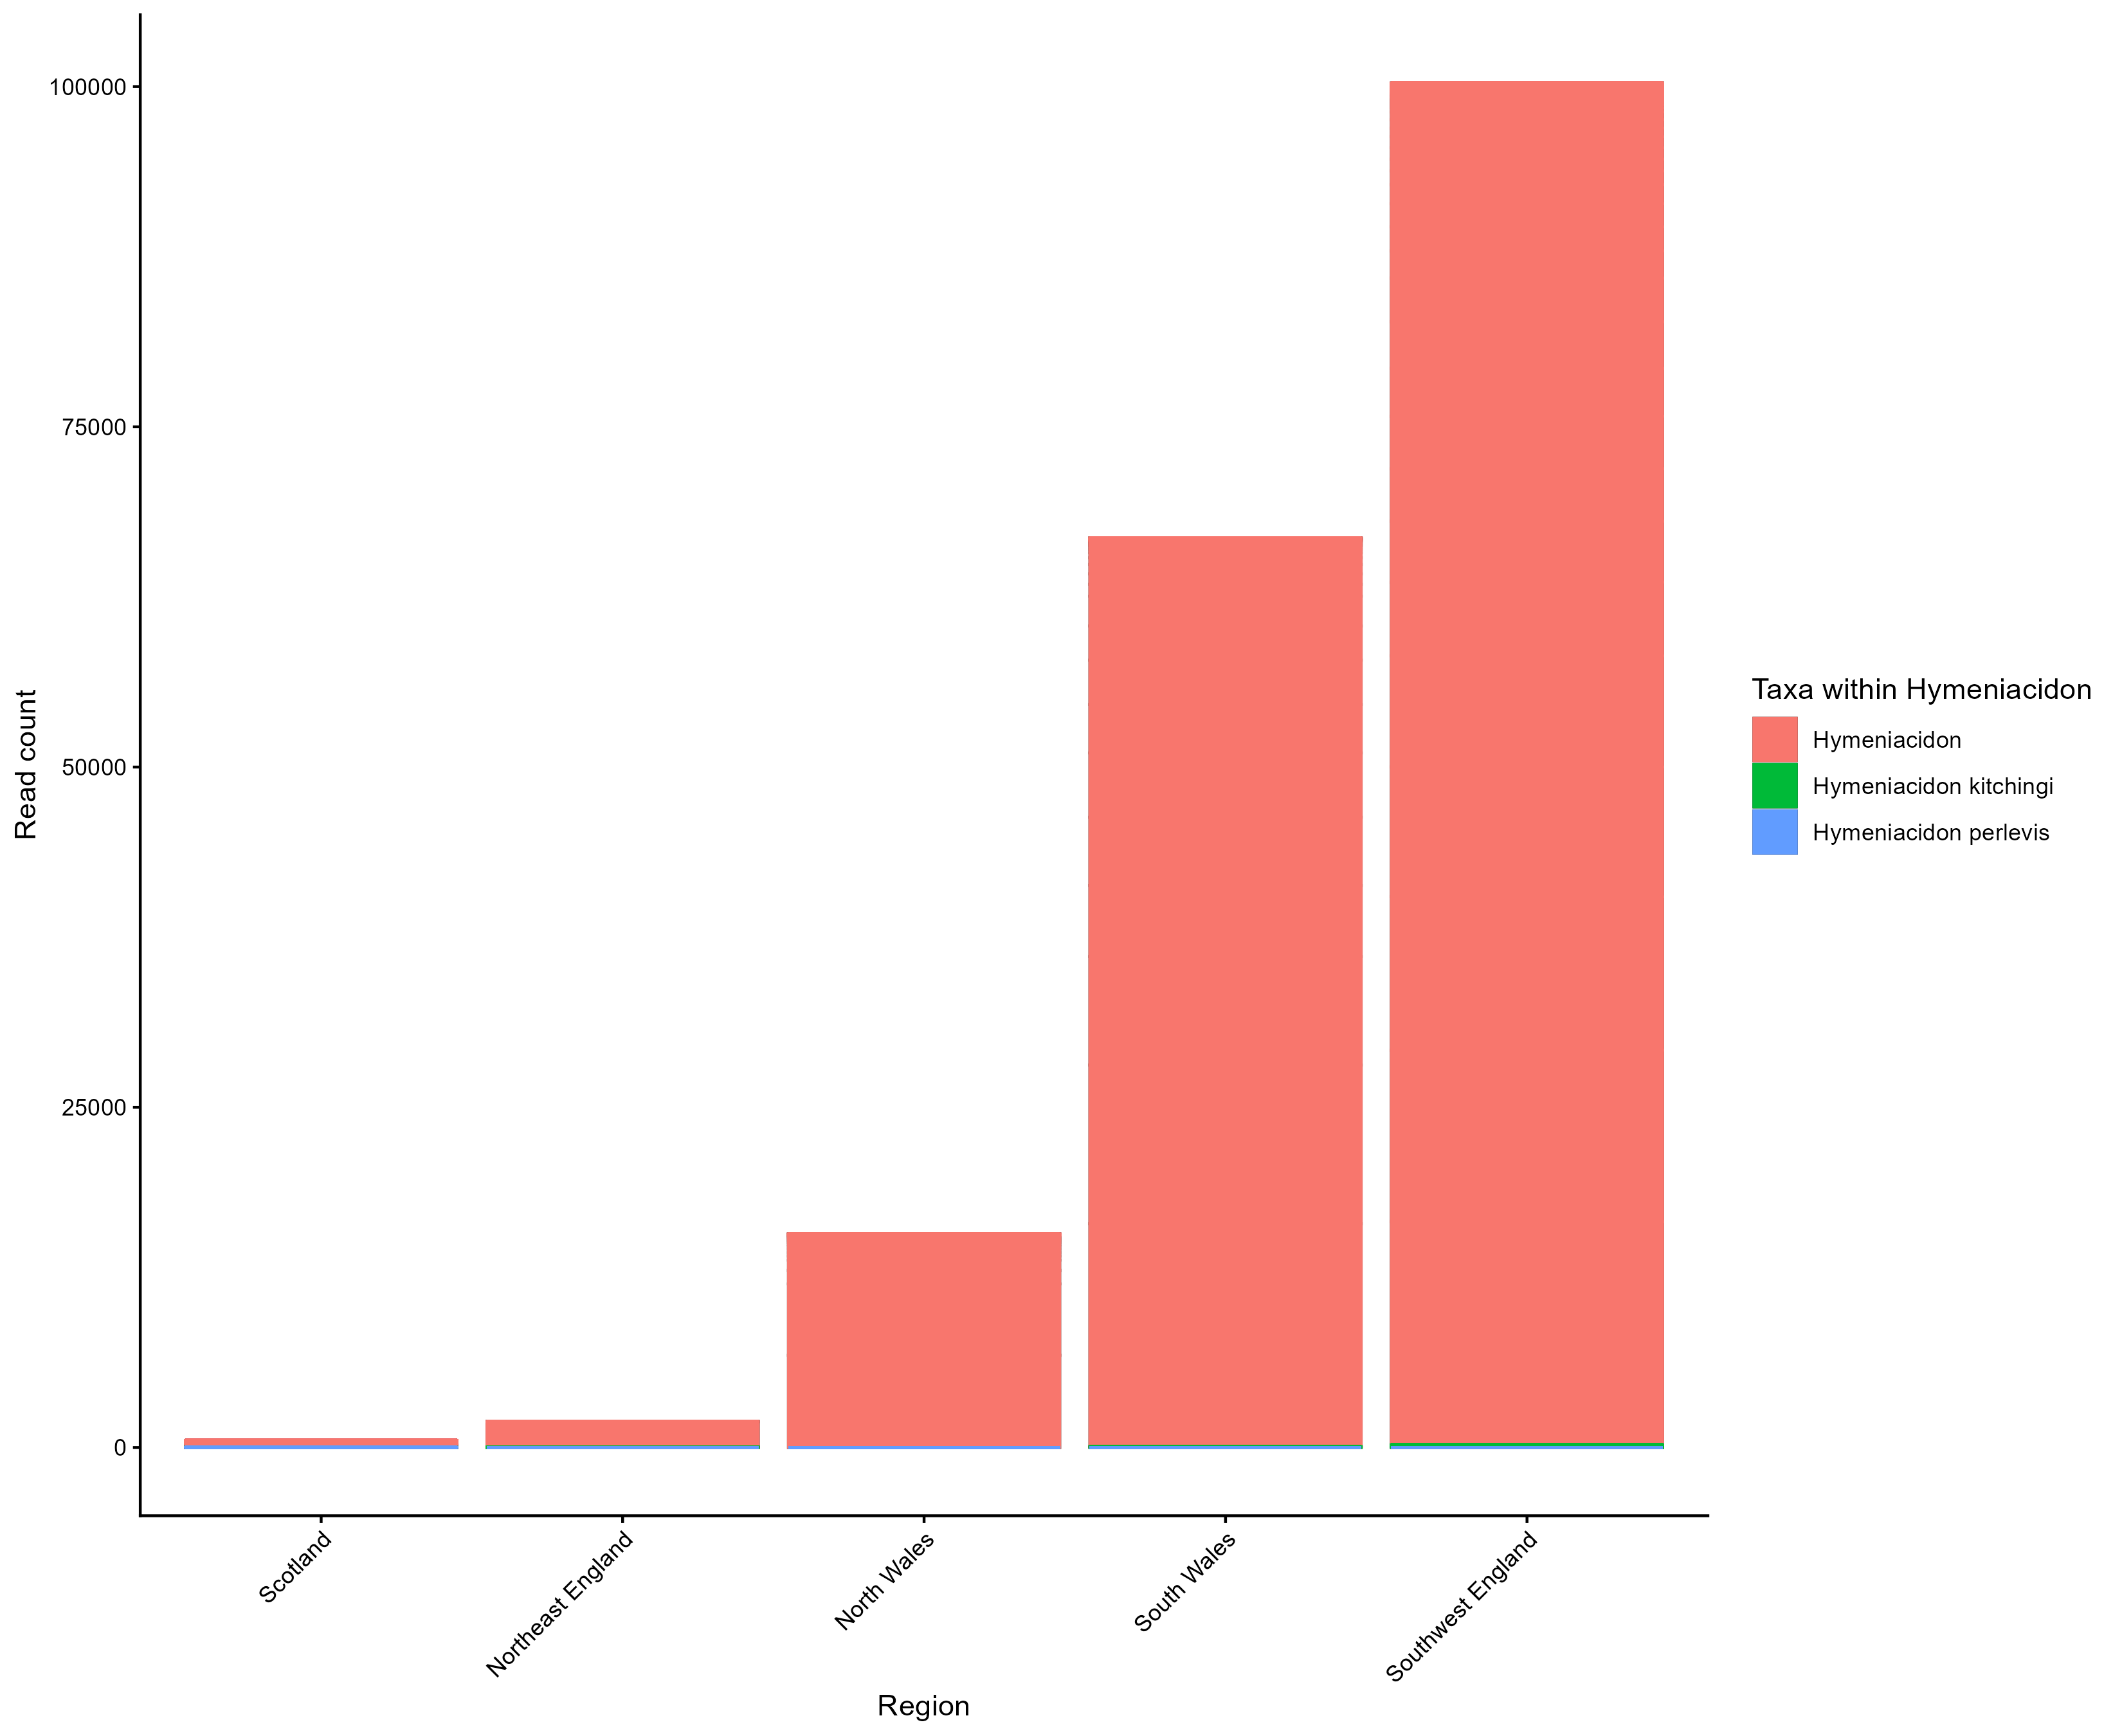 100000
75000
50000
25000
0
Read count
Scotland
Northeast England
North Wales
South Wales
Southwest England
Region
Taxa within Hymeniacidon
Hymeniacidon
Hymeniacidon kitchingi
Hymeniacidon perlevis